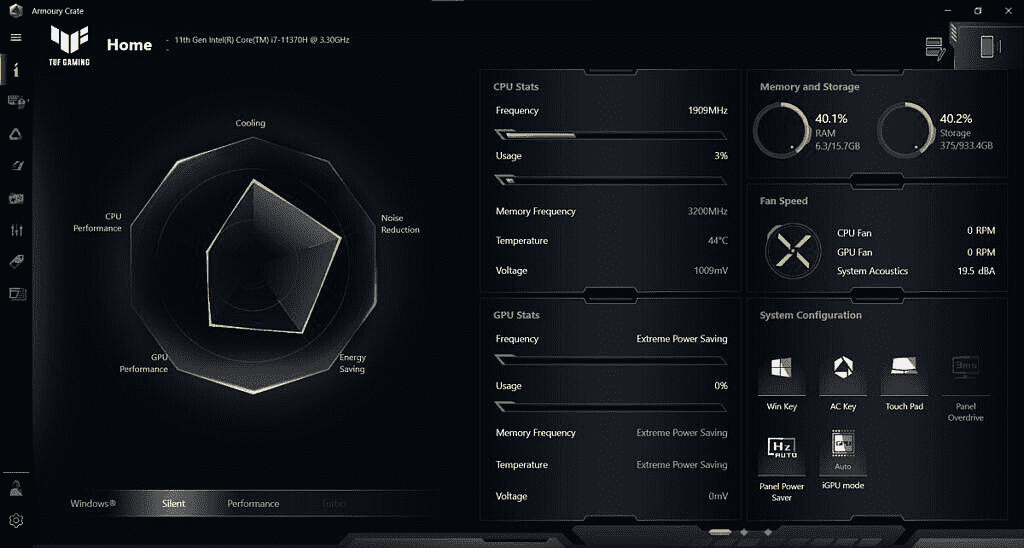 Armoury Crate
TUF GAMING
Home
11th Gen Intel(R) Core(TM) i7-11370H @ 3.30GHz
Cooling
CPU
Performance
Noise
Reduction
GPU
Performance
Energy
Saving
Windows®
Silent
Performance
Turbo
CPU Stats
Frequency 1909MHz
Usage 3%
Memory Frequency 3200MHz
Temperature 44°C
Voltage 1009mV
GPU Stats
Frequency Extreme Power Saving
Usage 0%
Memory Frequency Extreme Power Saving
Temperature Extreme Power Saving
Voltage 0mV
Memory and Storage
40.1%
RAM
6.3/15.7GB
40.2%
Storage
375/933.4GB
Fan Speed
CPU Fan 0 RPM
GPU Fan 0 RPM
System Acoustics 19.5 dBA
System Configuration
Win Key
AC Key
Touch Pad
Panel
Overdrive
Hz
AUTO
Panel Power
Saver
GPU
Auto
iGPU mode